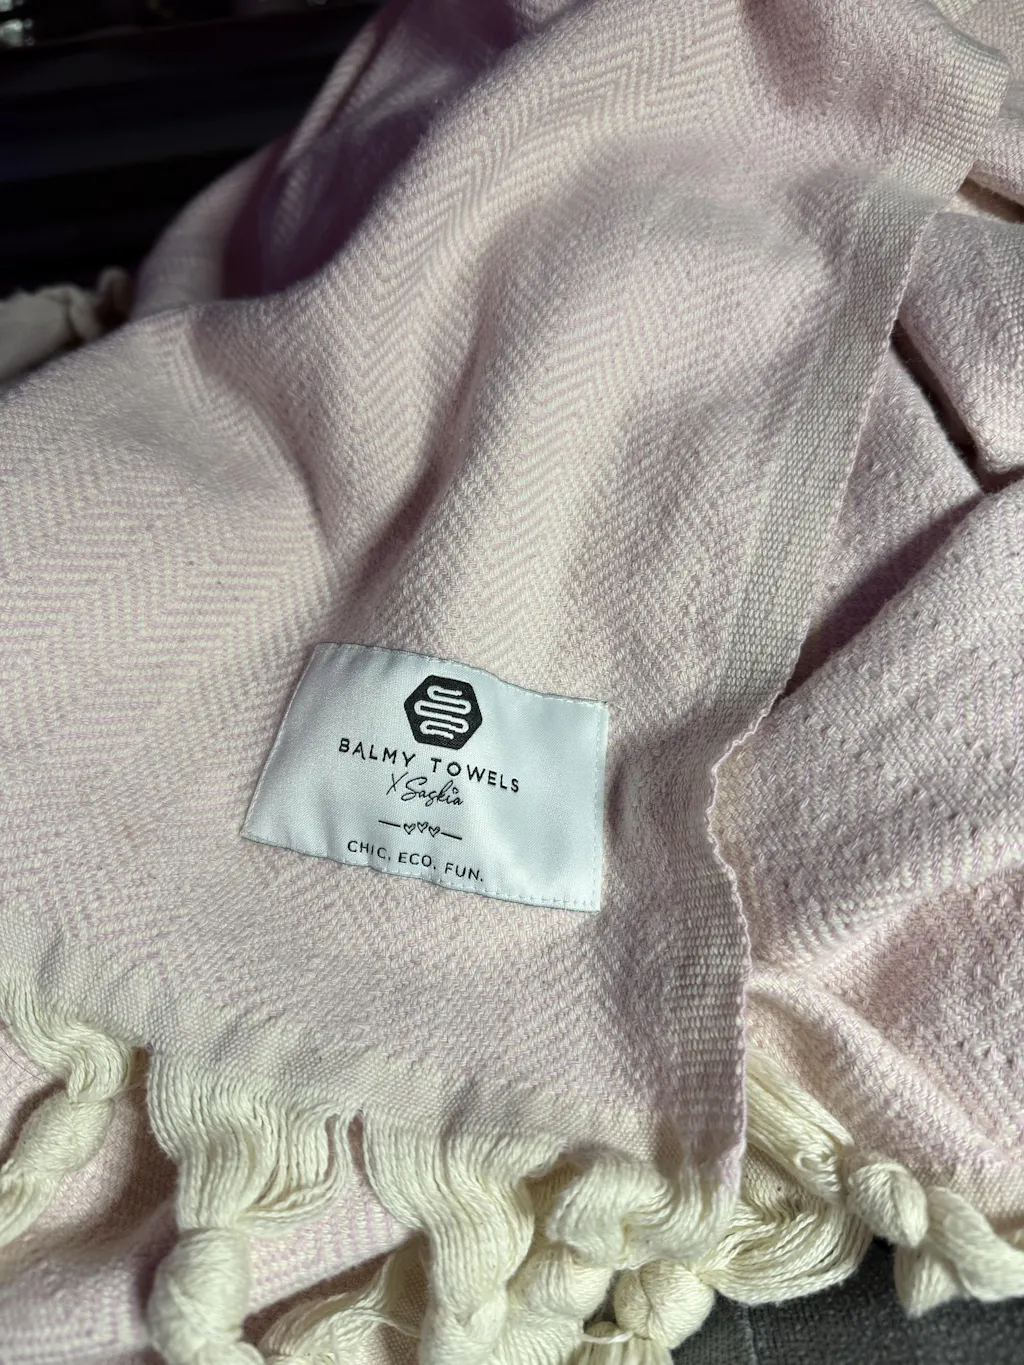 BALMY TOWELS
X Saskia
CHIC. ECO. FUN.